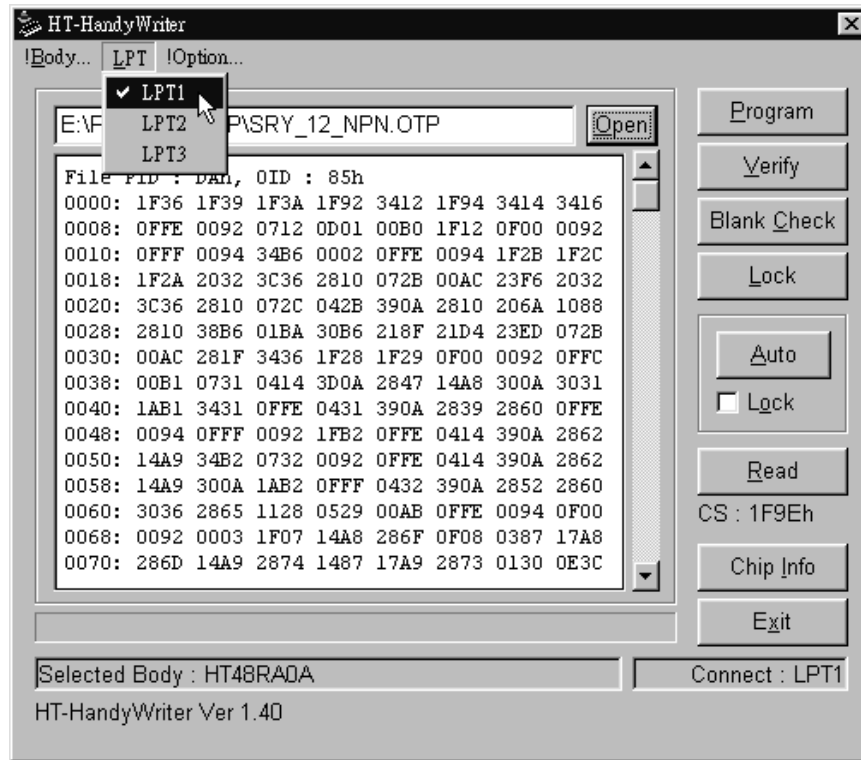 HT-HandyWriter
!Body... LPT !Option...
LPT1
LPT2
LPT3
E:\F P\SRY_12_NPN.OTP Open
File PID : DAh, OID : 85h
0000: 1F36 1F39 1F3A 1F92 3412 1F94 3414 3416
0008: 0FFE 0092 0712 0D01 00B0 1F12 0F00 0092
0010: 0FFF 0094 34B6 0002 0FFE 0094 1F2B 1F2C
0018: 1F2A 2032 3C36 2810 072B 00AC 23F6 2032
0020: 3C36 2810 072C 042B 390A 2810 206A 1088
0028: 2810 38B6 01BA 30B6 218F 21D4 23ED 072B
0030: 00AC 281F 3436 1F28 1F29 0F00 0092 0FFC
0038: 00B1 0731 0414 3D0A 2847 14A8 300A 3031
0040: 1AB1 3431 0FFE 0431 390A 2839 2860 0FFE
0048: 0094 0FFF 0092 1FB2 0FFE 0414 390A 2862
0050: 14A9 34B2 0732 0092 0FFE 0414 390A 2862
0058: 14A9 300A 1AB2 0FFF 0432 390A 2852 2860
0060: 3036 2865 1128 0529 00AB 0FFE 0094 0F00
0068: 0092 0003 1F07 14A8 286F 0F08 0387 17A8
0070: 286D 14A9 2874 1487 17A9 2873 0130 0E3C
Program
Verify
Blank Check
Lock
Auto
Lock
Read
CS : 1F9Eh
Chip Info
Exit
Selected Body : HT48RA0A
Connect : LPT1
HT-HandyWriter Ver 1.40